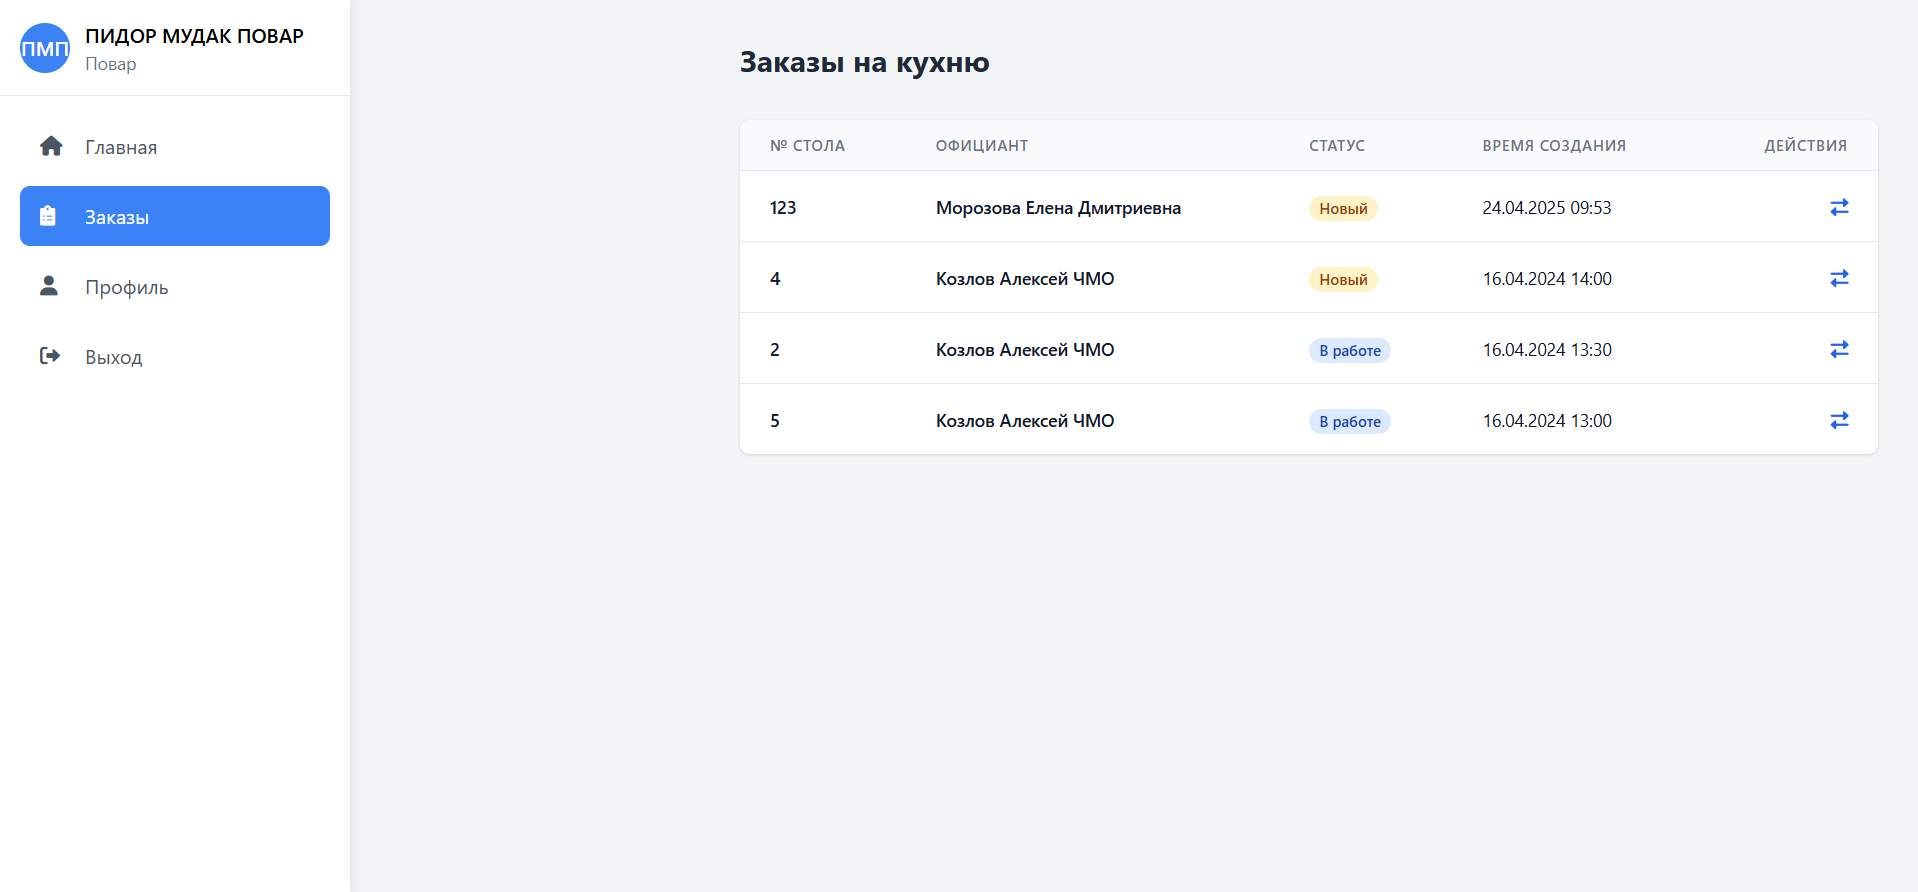 ПМП
ПИДОР МУДАК ПОВАР
Повар
Главная
Заказы
Профиль
Выход
Заказы на кухню
№ СТОЛА ОФИЦИАНТ СТАТУС ВРЕМЯ СОЗДАНИЯ ДЕЙСТВИЯ
123 Морозова Елена Дмитриевна Новый 24.04.2025 09:53
4 Козлов Алексей ЧМО Новый 16.04.2024 14:00
2 Козлов Алексей ЧМО В работе 16.04.2024 13:30
5 Козлов Алексей ЧМО В работе 16.04.2024 13:00